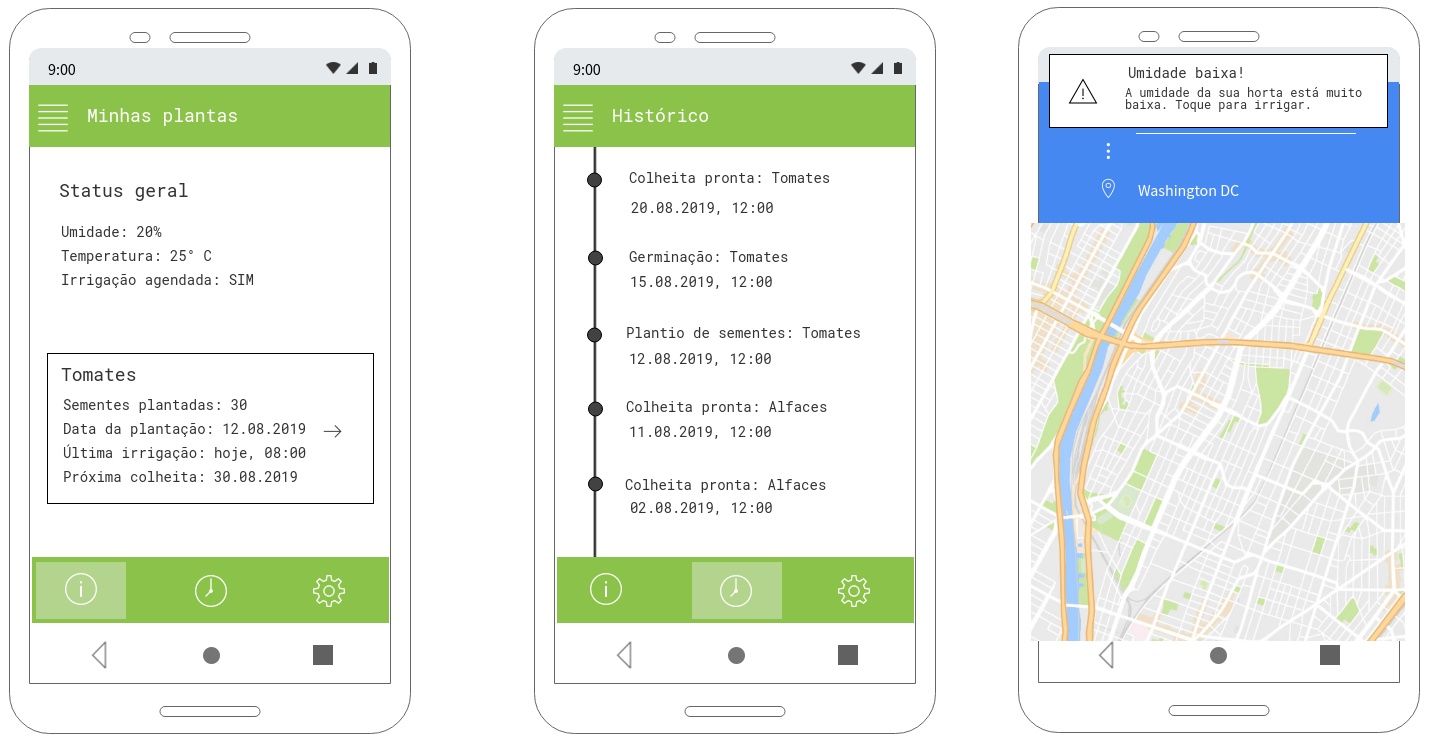 9:00
Minhas plantas
Status geral
Umidade: 20%
Temperatura: 25° C
Irrigação agendada: SIM
Tomates
Sementes plantadas: 30
Data da plantação: 12.08.2019
Última irrigação: hoje, 08:00
Próxima colheita: 30.08.2019
9:00
Histórico
Colheita pronta: Tomates
20.08.2019, 12:00
Germinação: Tomates
15.08.2019, 12:00
Plantio de sementes: Tomates
12.08.2019, 12:00
Colheita pronta: Alfaces
11.08.2019, 12:00
Colheita pronta: Alfaces
02.08.2019, 12:00
Umidade baixa!
A umidade da sua horta está muito
baixa. Toque para irrigar.
Washington DC